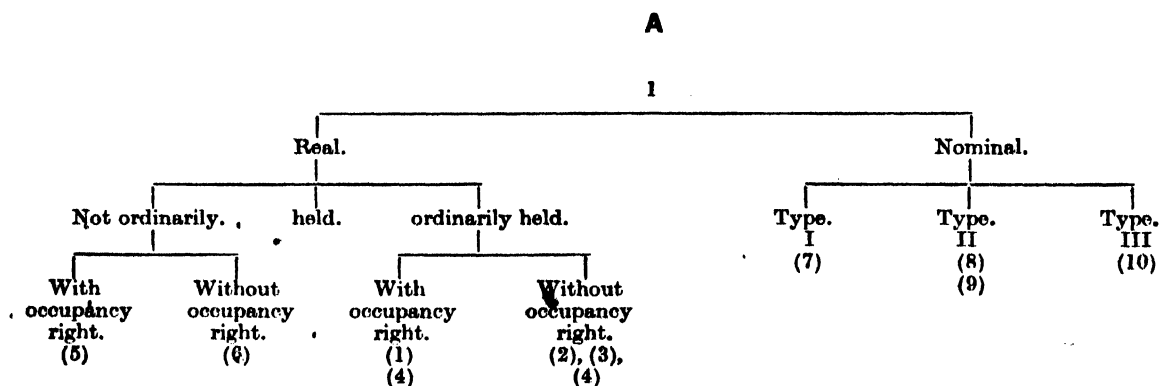 A
1
Real. Nominal.
Not ordinarily. held. ordinarily held. Type. Type. Type.
I II III
(7) (8) (10)
(9)
With Without With Without
occupancy occupancy occupancy occupancy
right. right. right. right.
(5) (6) (1) (2), (3),
(4) (4)